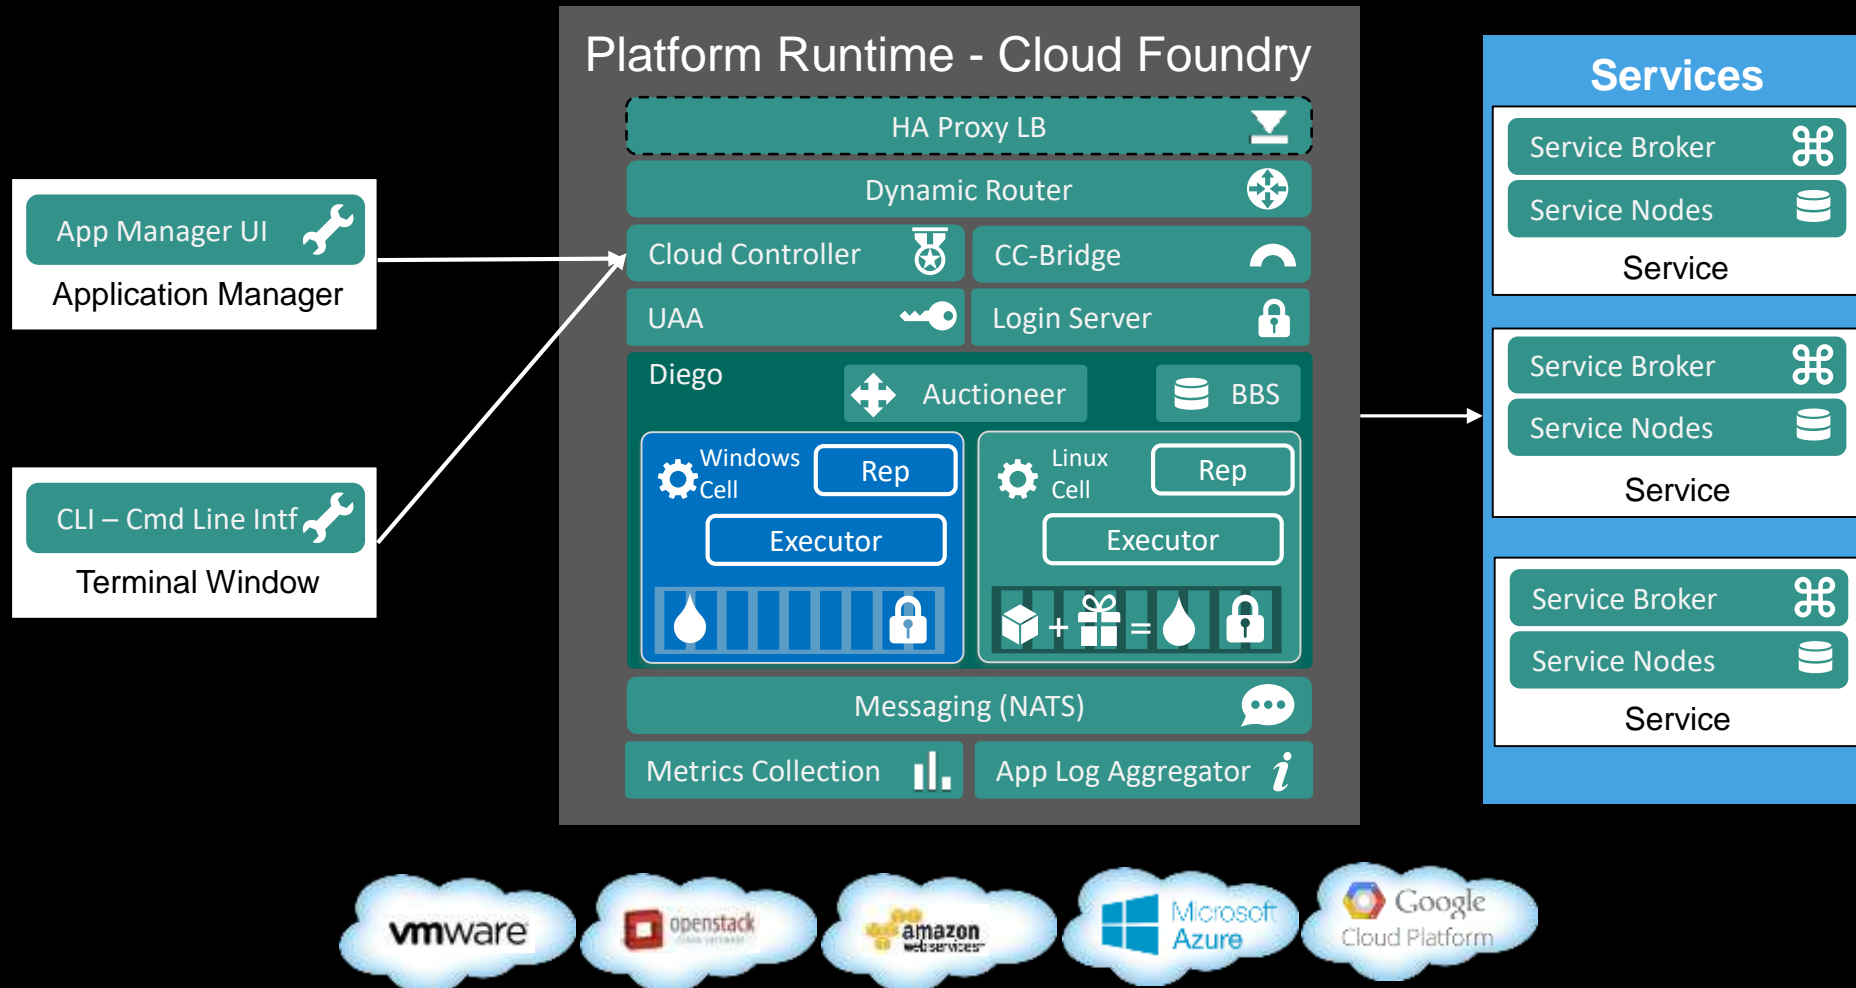 Platform Runtime - Cloud Foundry
HA Proxy LB
Dynamic Router
Cloud Controller
CC-Bridge
UAA
Login Server
Diego
Auctioneer
BBS
Windows
Cell
Rep
Executor
Linux
Cell
Rep
Executor
+ =
Messaging (NATS)
Metrics Collection
App Log Aggregator
App Manager UI
Application Manager
CLI – Cmd Line Intf
Terminal Window
Services
Service Broker
Service Nodes
Service
Service Broker
Service Nodes
Service
Service Broker
Service Nodes
Service
vmware
openstack
amazon
webservices
Microsoft
Azure
Google
Cloud Platform